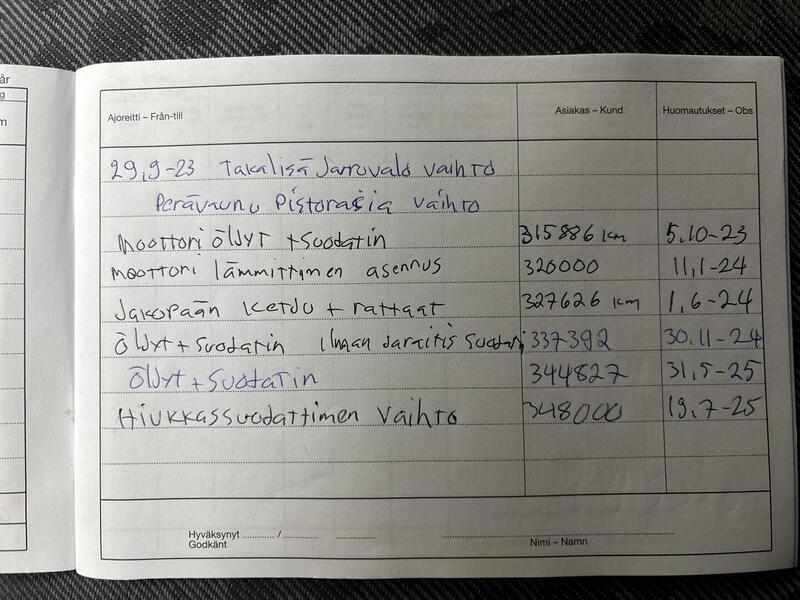 år
g
m
Ajoreitti – Från-till Asiakas – Kund Huomautukset – Obs
29,9-23 Takalisä Jarruvalo vaihto
Perävaunu Pistorasia vaihto
Moottori ölJyT + Suodatin 315886 km 5,10-23
moottori lämmittimen asennus 320000 11,1-24
Jakopään ketju + rattaat 327626 km 1,6-24
ÖlJyt + Suodatin ilman Suodatin 337392 30,11-24
ÖlJyt + Suodatin 344827 31,5-25
Hiukkassuodattimen vaihto 348000 19,7-25
Hyväksynyt ............ / ............ ............
Godkänt
Nimi – Namn